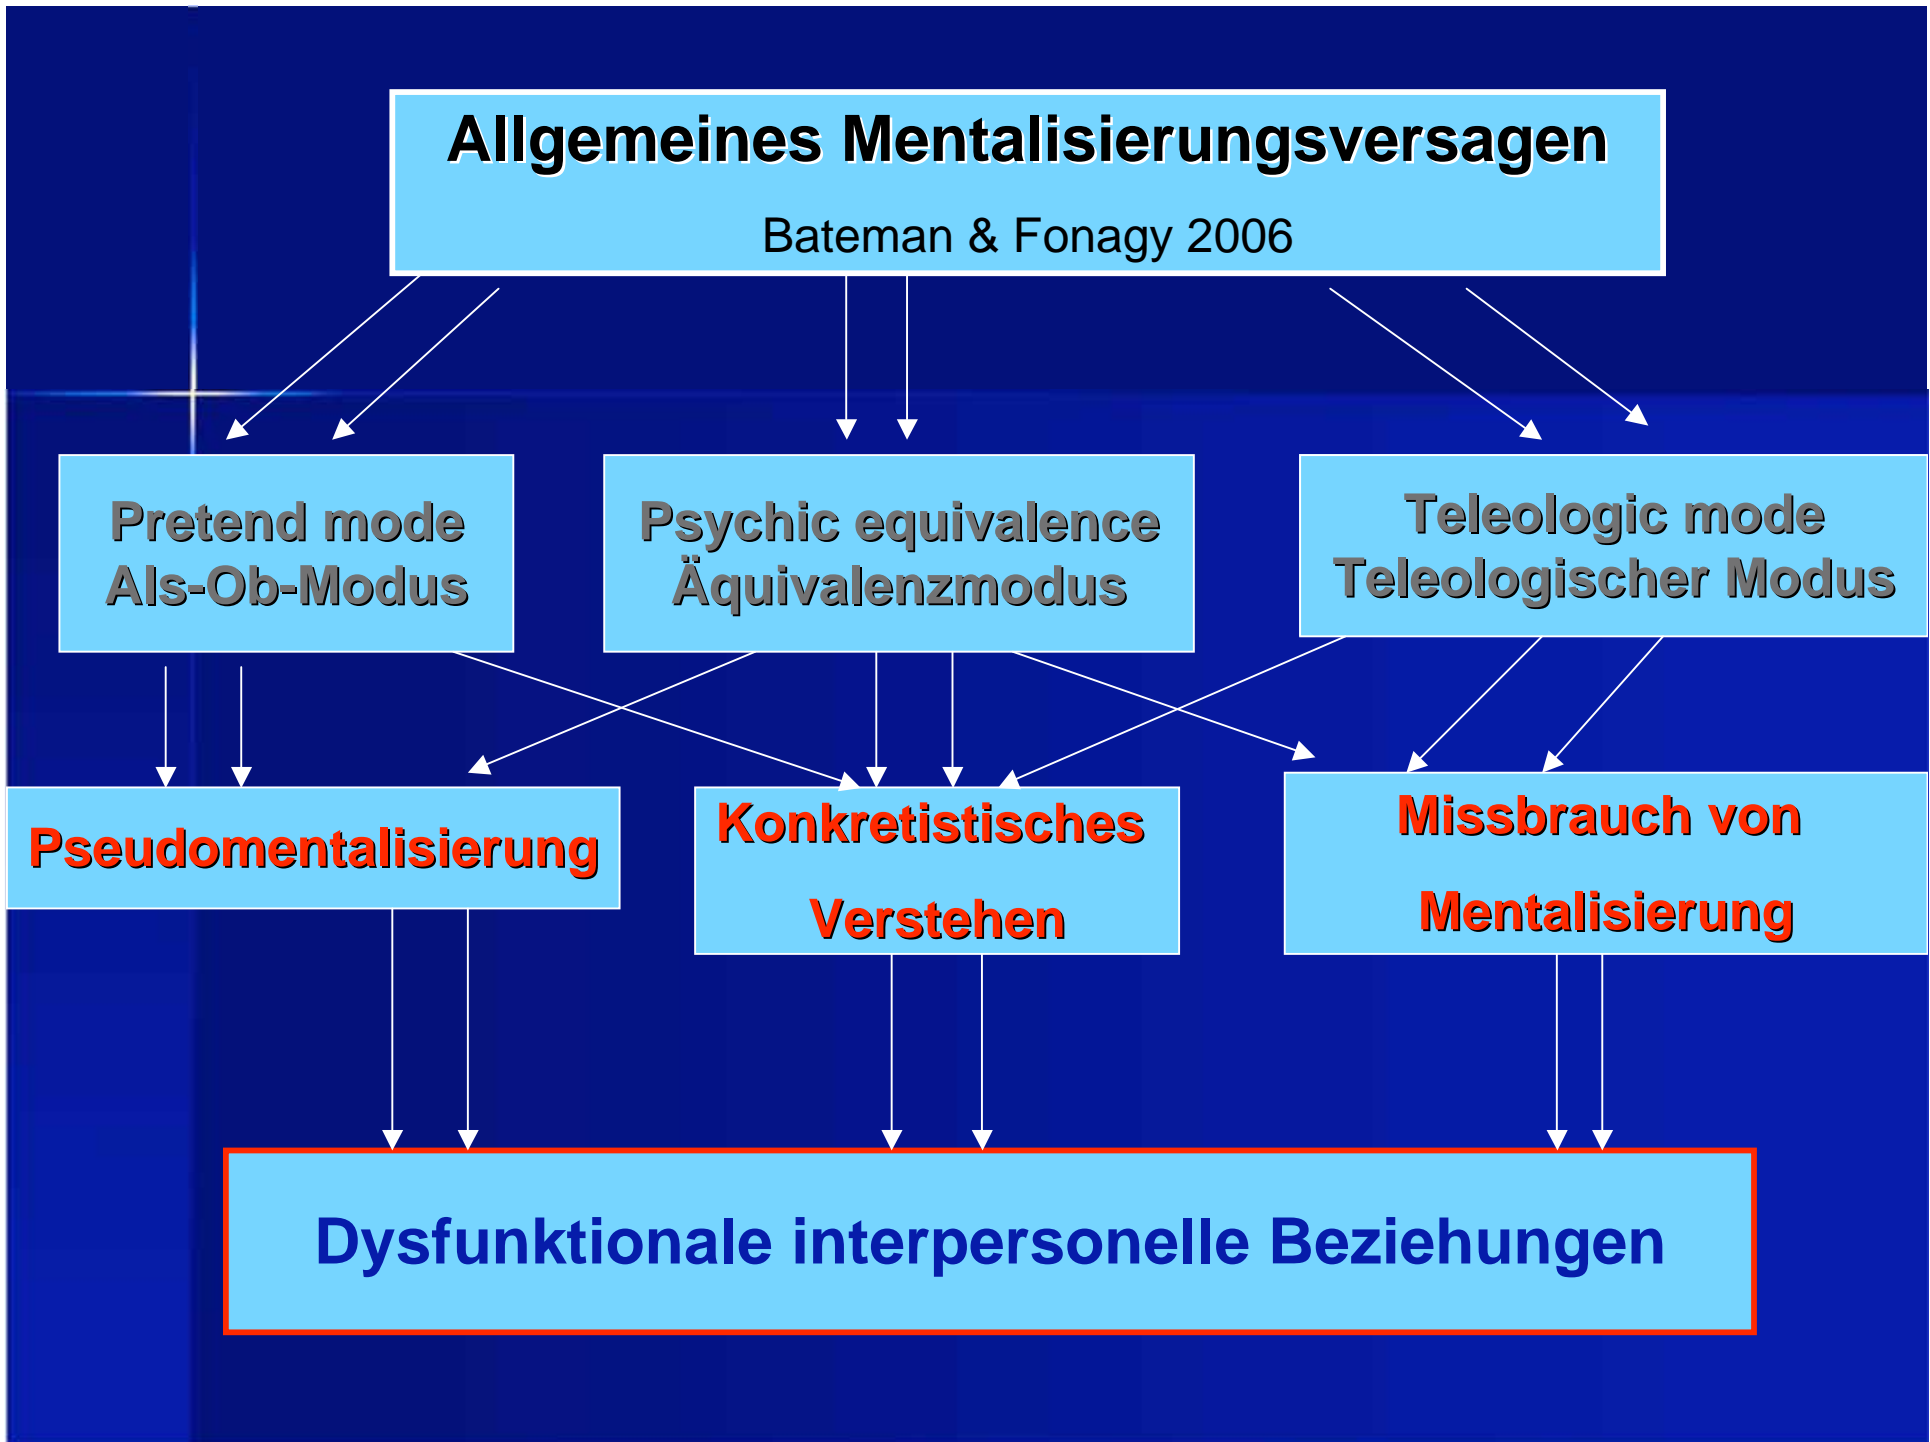 Allgemeines Mentalisierungsversagen
Bateman & Fonagy 2006
Pretend mode
Als-Ob-Modus
Psychic equivalence
Äquivalenzmodus
Teleologic mode
Teleologischer Modus
Pseudomentalisierung
Konkretistisches
Verstehen
Missbrauch von
Mentalisierung
Dysfunktionale interpersonelle Beziehungen